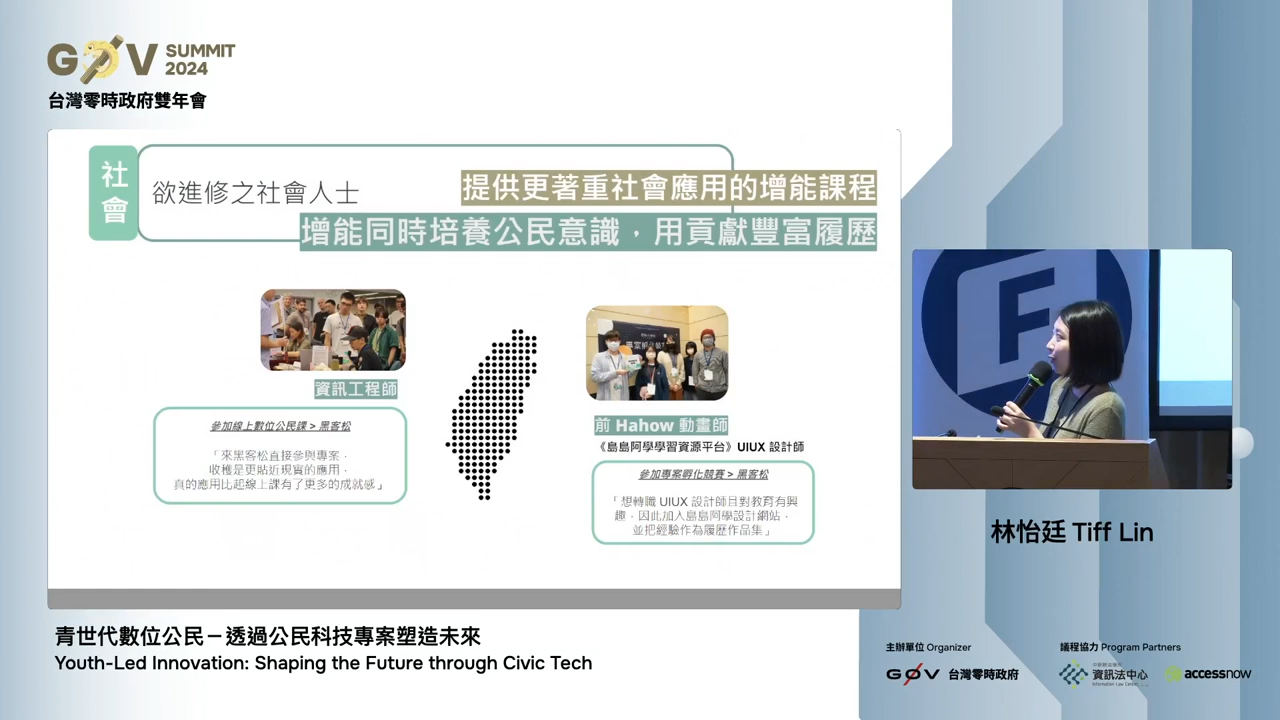 G0V SUMMIT 2024
台灣零時政府雙年會
社會
欲進修之社會人士
提供更著重社會應用的增能課程
增能同時培養公民意識，用貢獻豐富履歷
資訊工程師
參加線上數位公民課 > 黑客松
「來黑客松直接參與專案，
收穫是更貼近現實的應用，
真的應用比起線上課有了更多的成就感」
前 Hahow 動畫師
《島島阿學學習資源平台》UIUX 設計師
參加專案孵化競賽 > 黑客松
「想轉職 UIUX 設計師且對教育有興
趣，因此加入島島阿學設計網站，
並把經驗作為履歷作品集」
F
林怡廷 Tiff Lin
青世代數位公民－透過公民科技專案塑造未來
Youth-Led Innovation: Shaping the Future through Civic Tech
主辦單位 Organizer
G0V 台灣零時政府
議程協力 Program Partners
資訊法中心
Information Law Center
accessnow